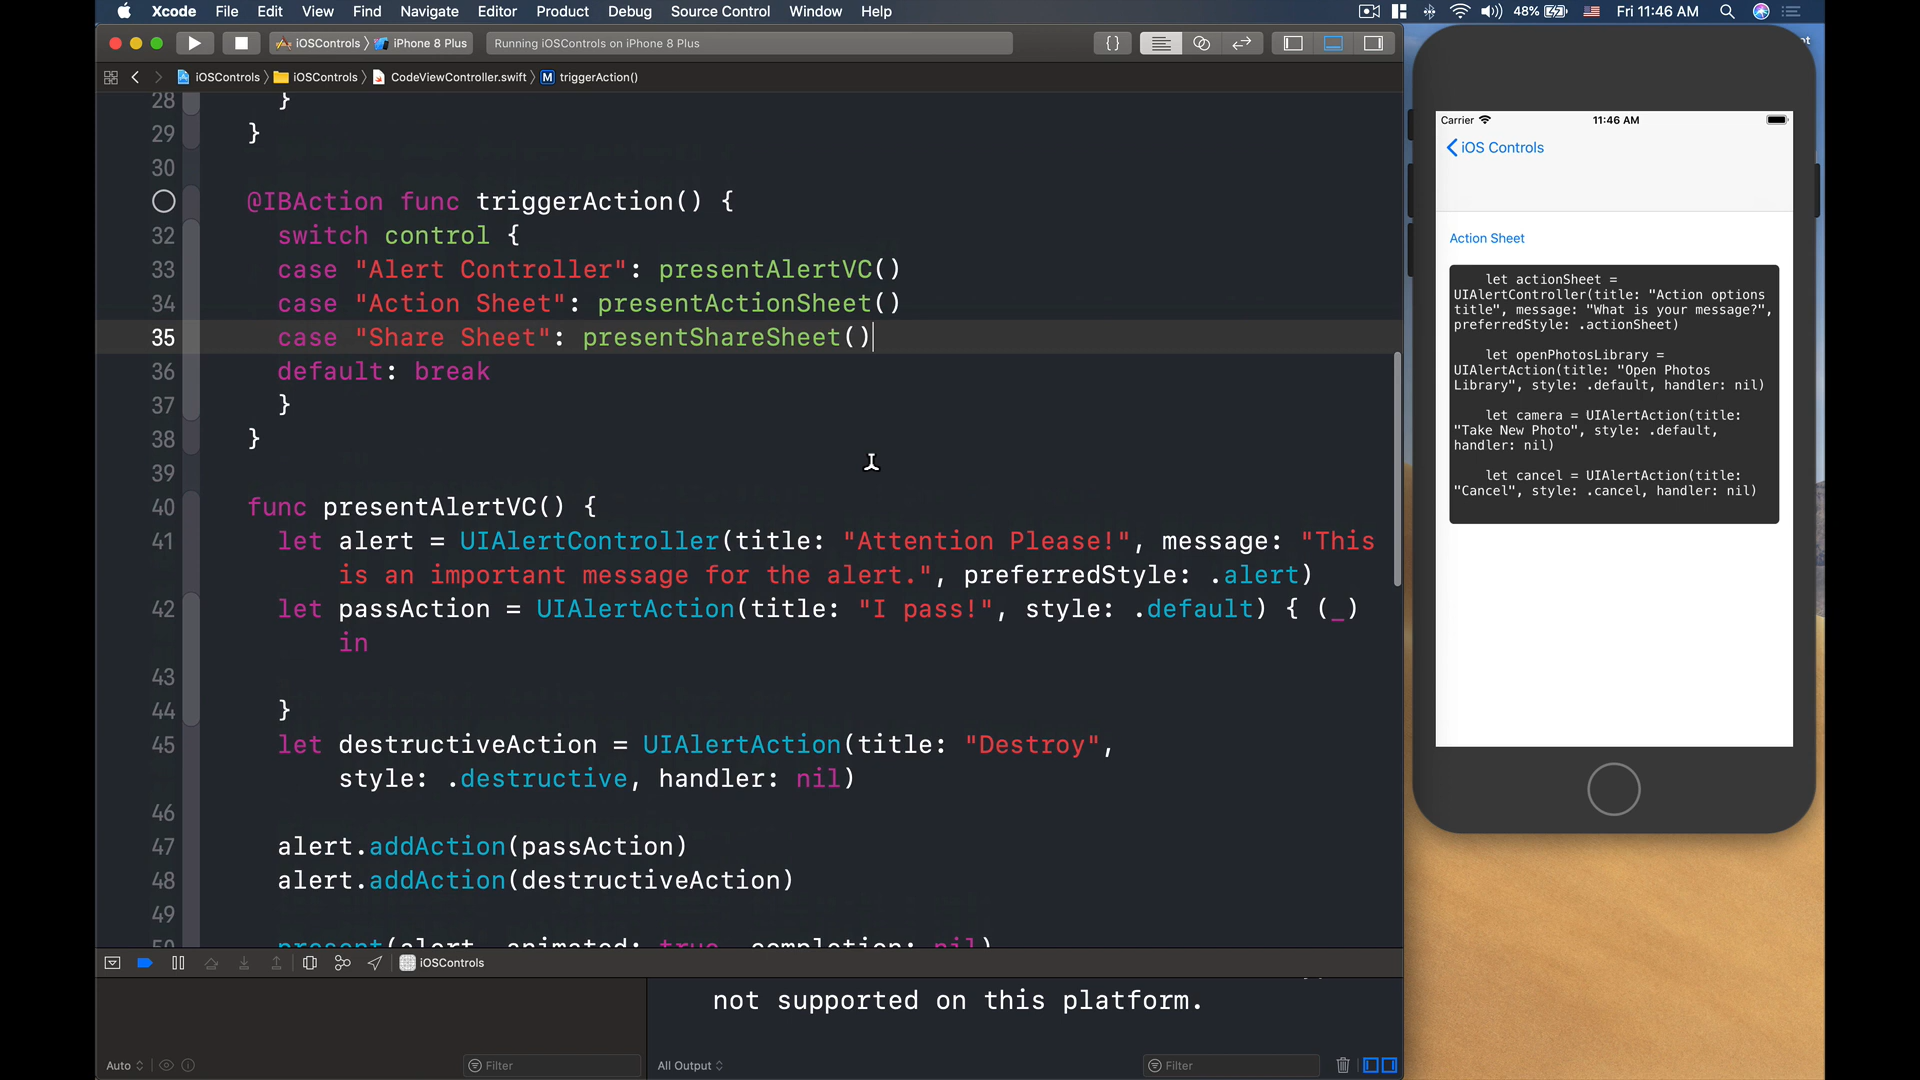 Xcode File Edit View Find Navigate Editor Product Debug Source Control Window Help 48% Fri 11:46 AM
iOSControls iPhone 8 Plus Running iOSControls on iPhone 8 Plus {}
iOSControls iOSControls CodeViewController.swift M triggerAction()
28 }
29 }
30
@IBAction func triggerAction() {
32 switch control {
33 case "Alert Controller": presentAlertVC()
34 case "Action Sheet": presentActionSheet()
35 case "Share Sheet": presentShareSheet()
36 default: break
37 }
38 }
39
40 func presentAlertVC() {
41 let alert = UIAlertController(title: "Attention Please!", message: "This
is an important message for the alert.", preferredStyle: .alert)
42 let passAction = UIAlertAction(title: "I pass!", style: .default) { (_)
in
43
44 }
45 let destructiveAction = UIAlertAction(title: "Destroy",
style: .destructive, handler: nil)
46
47 alert.addAction(passAction)
48 alert.addAction(destructiveAction)
49
50 present(alert, animated: true, completion: nil)
iOSControls
not supported on this platform.
Auto Filter All Output Filter
Carrier 11:46 AM
iOS Controls
Action Sheet
let actionSheet =
UIAlertController(title: "Action options
title", message: "What is your message?",
preferredStyle: .actionSheet)
let openPhotosLibrary =
UIAlertAction(title: "Open Photos
Library", style: .default, handler: nil)
let camera = UIAlertAction(title:
"Take New Photo", style: .default,
handler: nil)
let cancel = UIAlertAction(title:
"Cancel", style: .cancel, handler: nil)